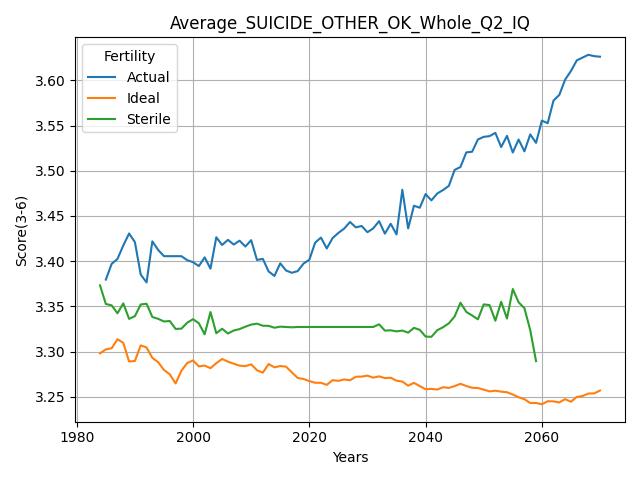 Average_SUICIDE_OTHER_OK_Whole_Q2_IQ
Fertility
Actual
Ideal
Sterile
3.60
3.55
3.50
3.45
3.40
3.35
3.30
3.25
Score(3-6)
1980
2000
2020
2040
2060
Years